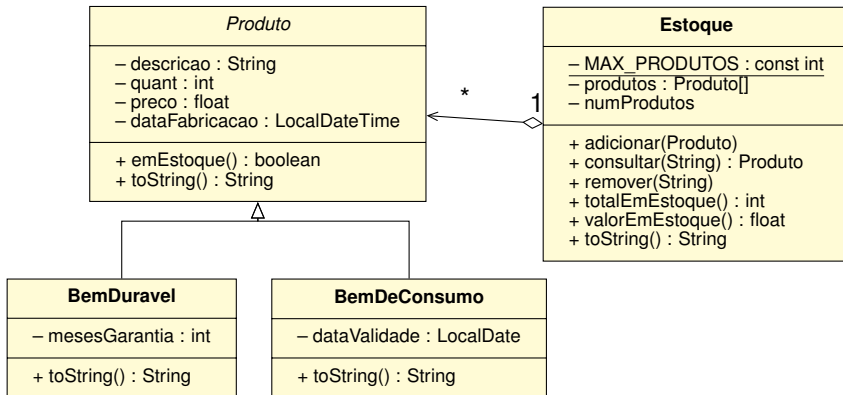 Produto
– descricao : String
– quant : int
– preco : float
– dataFabricacao : LocalDateTime
+ emEstoque() : boolean
+ toString() : String
*
1
Estoque
– MAX_PRODUTOS : const int
– produtos : Produto[]
– numProdutos
+ adicionar(Produto)
+ consultar(String) : Produto
+ remover(String)
+ totalEmEstoque() : int
+ valorEmEstoque() : float
+ toString() : String
BemDuravel
– mesesGarantia : int
+ toString() : String
BemDeConsumo
– dataValidade : LocalDate
+ toString() : String